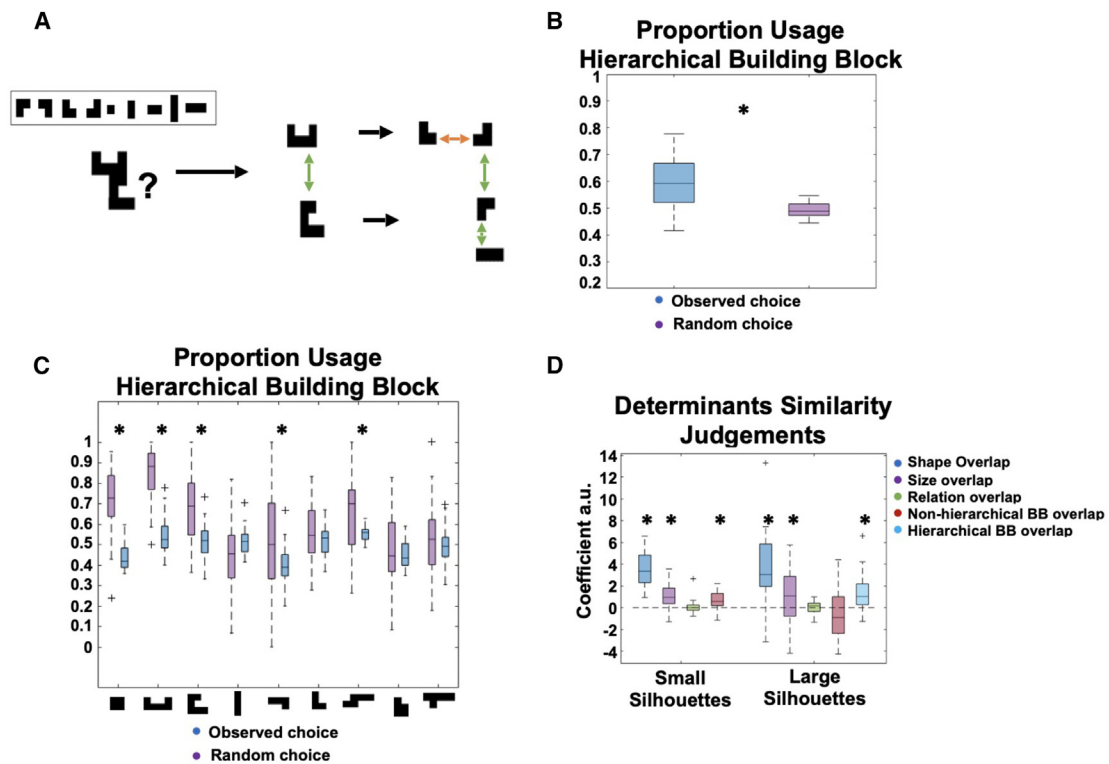 A
?
B
Proportion Usage
Hierarchical Building Block
1
0.9
0.8
0.7
0.6
0.5
0.4
0.3
0.2
*
Observed choice
Random choice
C
Proportion Usage
Hierarchical Building Block
1
0.9
0.8
0.7
0.6
0.5
0.4
0.3
0.2
0.1
0
* * * * *
Observed choice
Random choice
D
Determinants Similarity
Judgements
Coefficient a.u.
14
12
10
8
6
4
2
0
-2
-4
* * * * * *
Small
Silhouettes
Large
Silhouettes
Shape Overlap
Size overlap
Relation overlap
Non-hierarchical BB overlap
Hierarchical BB overlap